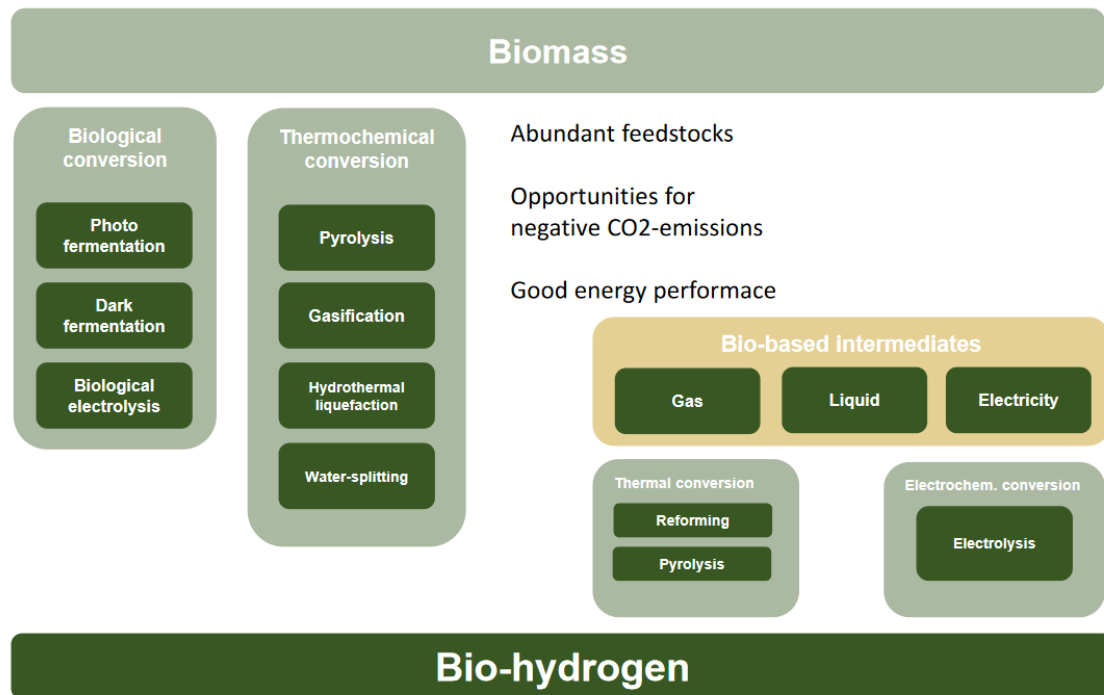 Biomass
Biological
conversion
Photo
fermentation
Dark
fermentation
Biological
electrolysis
Thermochemical
conversion
Pyrolysis
Gasification
Hydrothermal
liquefaction
Water-splitting
Abundant feedstocks
Opportunities for
negative CO2-emissions
Good energy performace
Bio-based intermediates
Gas
Liquid
Electricity
Thermal conversion
Reforming
Pyrolysis
Electrochem. conversion
Electrolysis
Bio-hydrogen